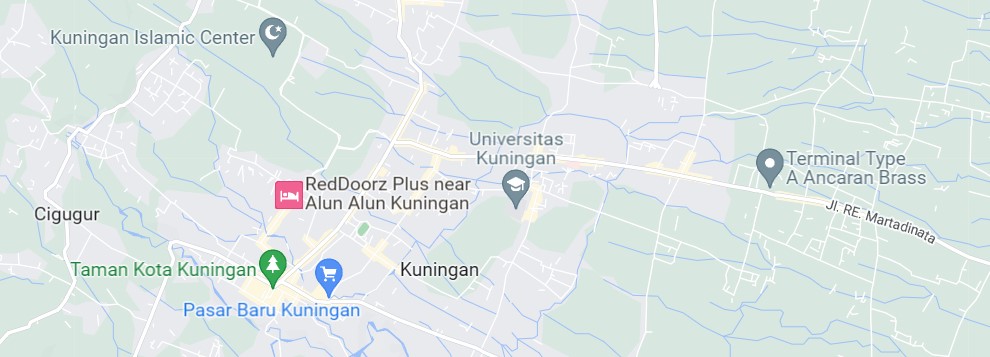 Kuningan Islamic Center
Universitas
Kuningan
Terminal Type
A Ancaran Brass
RedDoorz Plus near
Alun Alun Kuningan
Jl. RE. Martadinata
Cigugur
Taman Kota Kuningan
Kuningan
Pasar Baru Kuningan